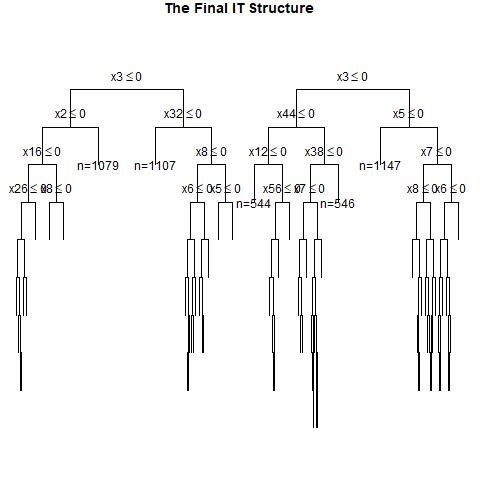 The Final IT Structure
x3 ≤ 0 x3 ≤ 0
x2 ≤ 0 x32 ≤ 0 x44 ≤ 0 x5 ≤ 0
x16 ≤ 0 n=1079 n=1107 x8 ≤ 0 x12 ≤ 0 x38 ≤ 0 n=1147 x7 ≤ 0
x26 ≤ 0 x8 ≤ 0 x6 ≤ 0 x5 ≤ 0 n=544 x56 ≤ 0 x7 ≤ 0 n=546 x8 ≤ 0 x6 ≤ 0